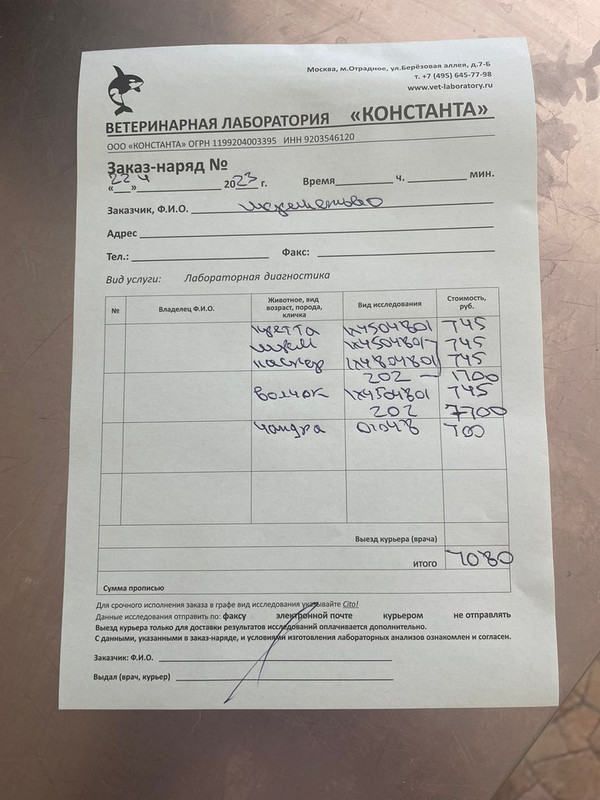 Москва, м.Отрадное, ул.Берёзовая аллея, д.7-Б
т. +7 (495) 645-77-98
www.vet-laboratory.ru
ВЕТЕРИНАРНАЯ ЛАБОРАТОРИЯ «КОНСТАНТА»
ООО «КОНСТАНТА» ОГРН 1199204003395 ИНН 9203546120
Заказ-наряд №
«22» 4 2023 г. Время ч. мин.
Заказчик, Ф.И.О.
Адрес
Тел.: Факс:
Вид услуги: Лабораторная диагностика
№ Владелец Ф.И.О. Животное, вид возраст, порода, кличка Вид исследования Стоимость, руб.
745
745
745
202 — 1700
волчок 745
202
чандра 700
Выезд курьера (врача)
ИТОГО 7080
Сумма прописью
Для срочного исполнения заказа в графе вид исследования указывайте Cito!
Данные исследования отправить по: факсу электронной почте курьером не отправлять
Выезд курьера только для доставки результатов исследований оплачивается дополнительно.
С данными, указанными в заказ-наряде, и условиями изготовления лабораторных анализов ознакомлен и согласен.
Заказчик: Ф.И.О.
Выдал (врач, курьер)